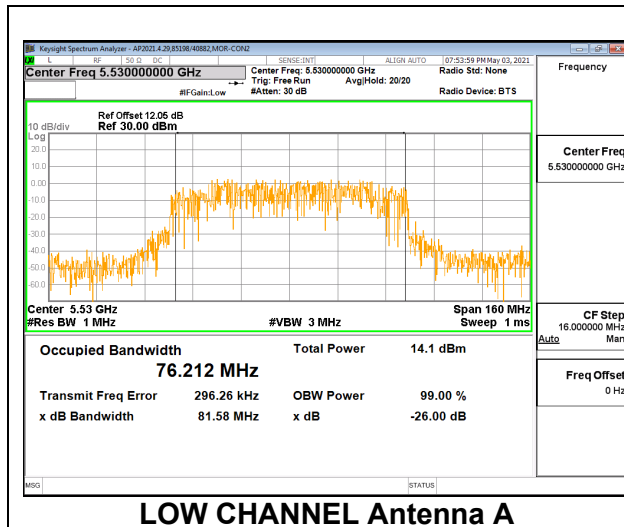 Keysight Spectrum Analyzer - AP2021.4.29,85198/40882,MOR-CON2
L RF 50 Ω DC SENSE:INT ALIGN AUTO 07:53:59 PM May 03, 2021
Center Freq 5.530000000 GHz
Center Freq: 5.530000000 GHz
Radio Std: None
Trig: Free Run Avg|Hold: 20/20
#IFGain:Low #Atten: 30 dB Radio Device: BTS
Frequency
Ref Offset 12.05 dB
10 dB/div Ref 30.00 dBm
Log
20.0
10.0
0.00
-10.0
-20.0
-30.0
-40.0
-50.0
-60.0
Center 5.53 GHz Span 160 MHz
#Res BW 1 MHz #VBW 3 MHz Sweep 1 ms
Center Freq
5.530000000 GHz
CF Step
16.000000 MHz
Auto Man
Freq Offset
0 Hz
Occupied Bandwidth Total Power 14.1 dBm
76.212 MHz
Transmit Freq Error 296.26 kHz OBW Power 99.00 %
x dB Bandwidth 81.58 MHz x dB -26.00 dB
MSG STATUS
LOW CHANNEL Antenna A